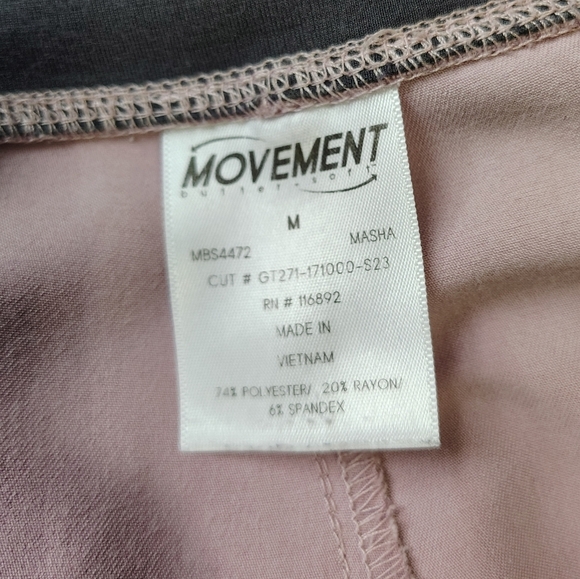 MOVEMENT
butter-soft™
M
MBS4472 MASHA
CUT # GT271-171000-S23
RN # 116892
MADE IN
VIETNAM
74% POLYESTER/ 20% RAYON/
6% SPANDEX